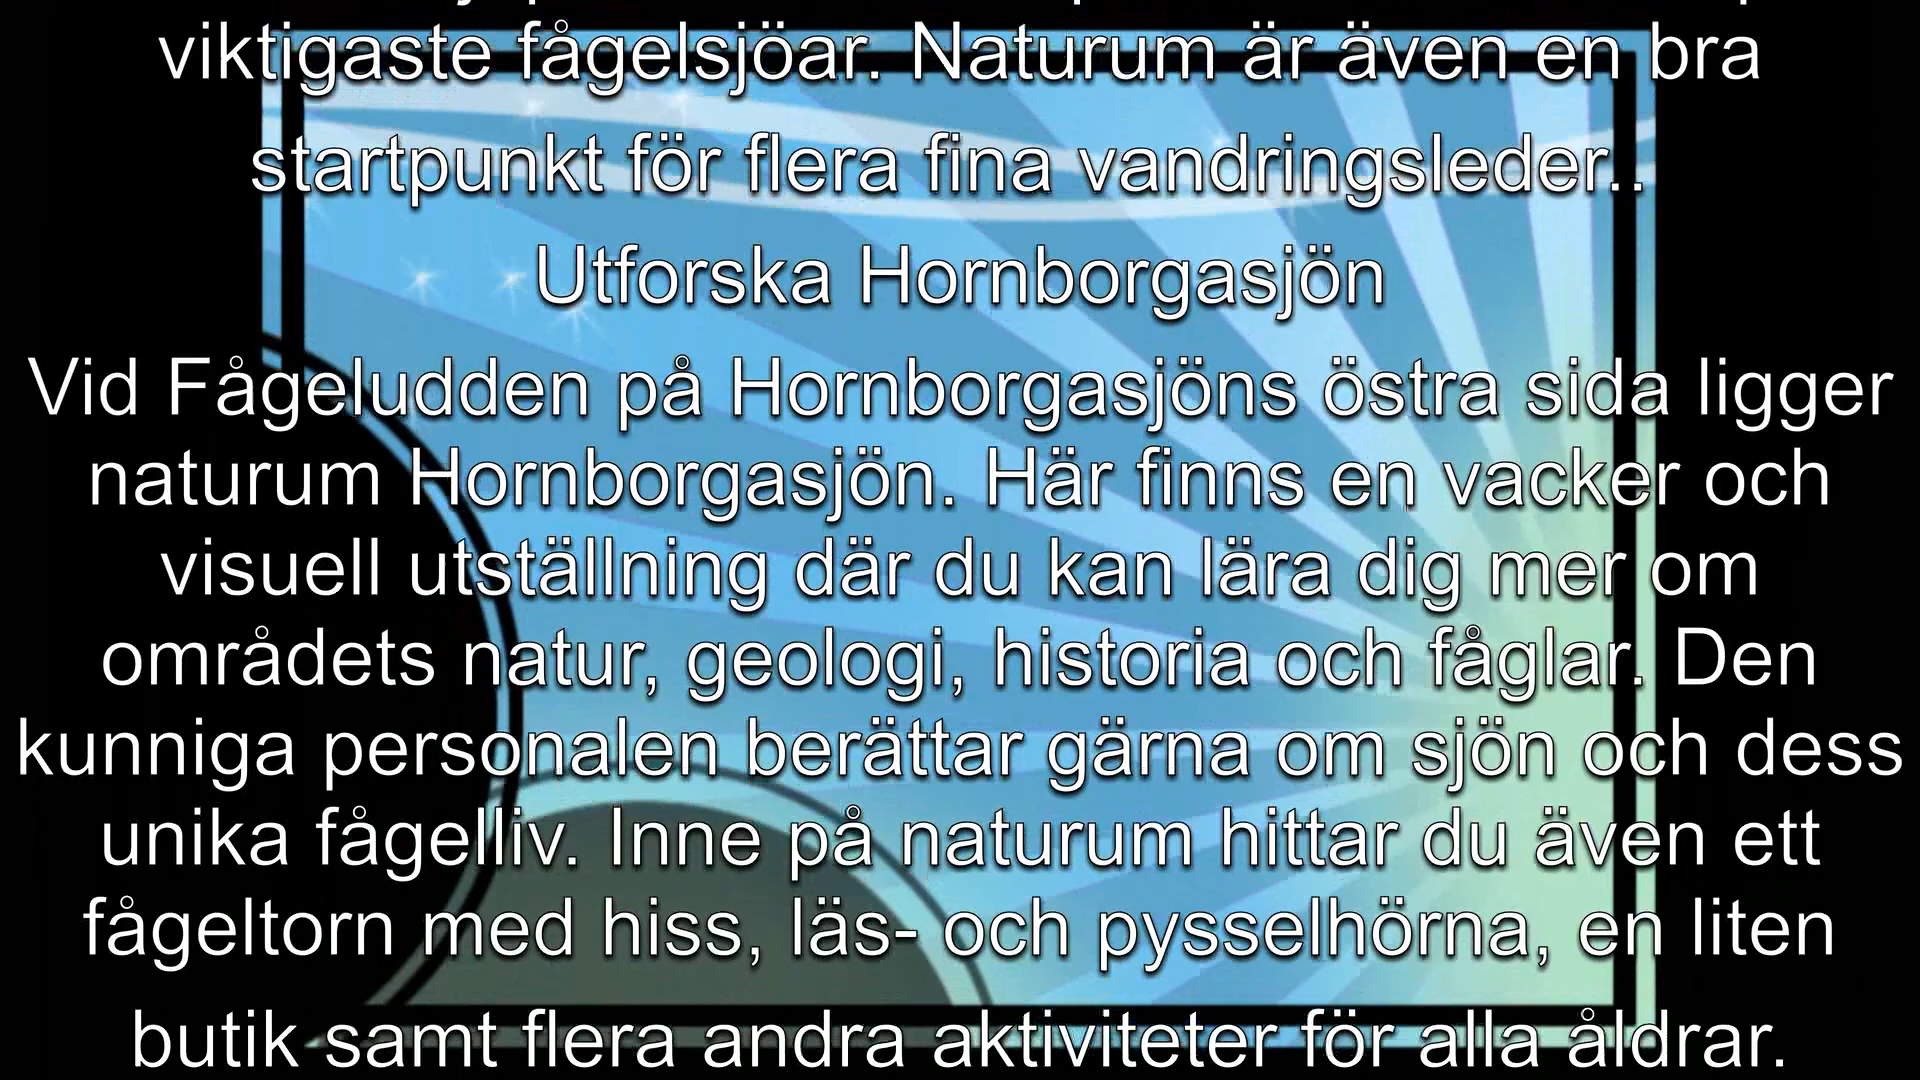 viktigaste fågelsjöar. Naturum är även en bra
startpunkt för flera fina vandringsleder..
Utforska Hornborgasjön
Vid Fågeludden på Hornborgasjöns östra sida ligger
naturum Hornborgasjön. Här finns en vacker och
visuell utställning där du kan lära dig mer om
områdets natur, geologi, historia och fåglar. Den
kunniga personalen berättar gärna om sjön och dess
unika fågelliv. Inne på naturum hittar du även ett
fågeltorn med hiss, läs- och pysselhörna, en liten
butik samt flera andra aktiviteter för alla åldrar.